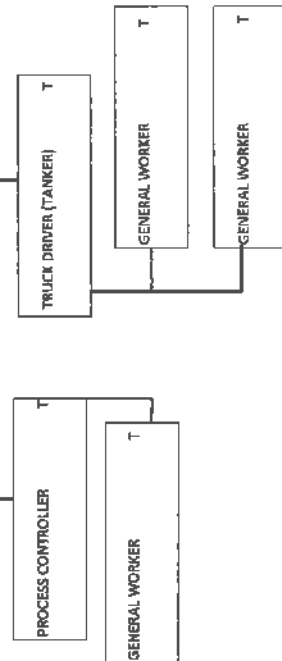 TRUCK DRIVER (TANKER) T
GENERAL WORKER T
GENERAL WORKER T
PROCESS CONTROLLER T
GENERAL WORKER T